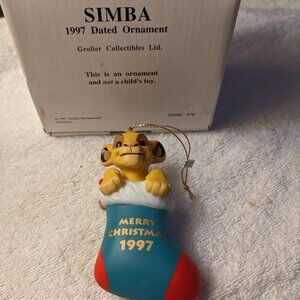 SIMBA
1997 Dated Ornament
Grolier Collectibles Ltd.
This is an ornament
and not a child's toy.
MERRY
CHRISTMAS
1997